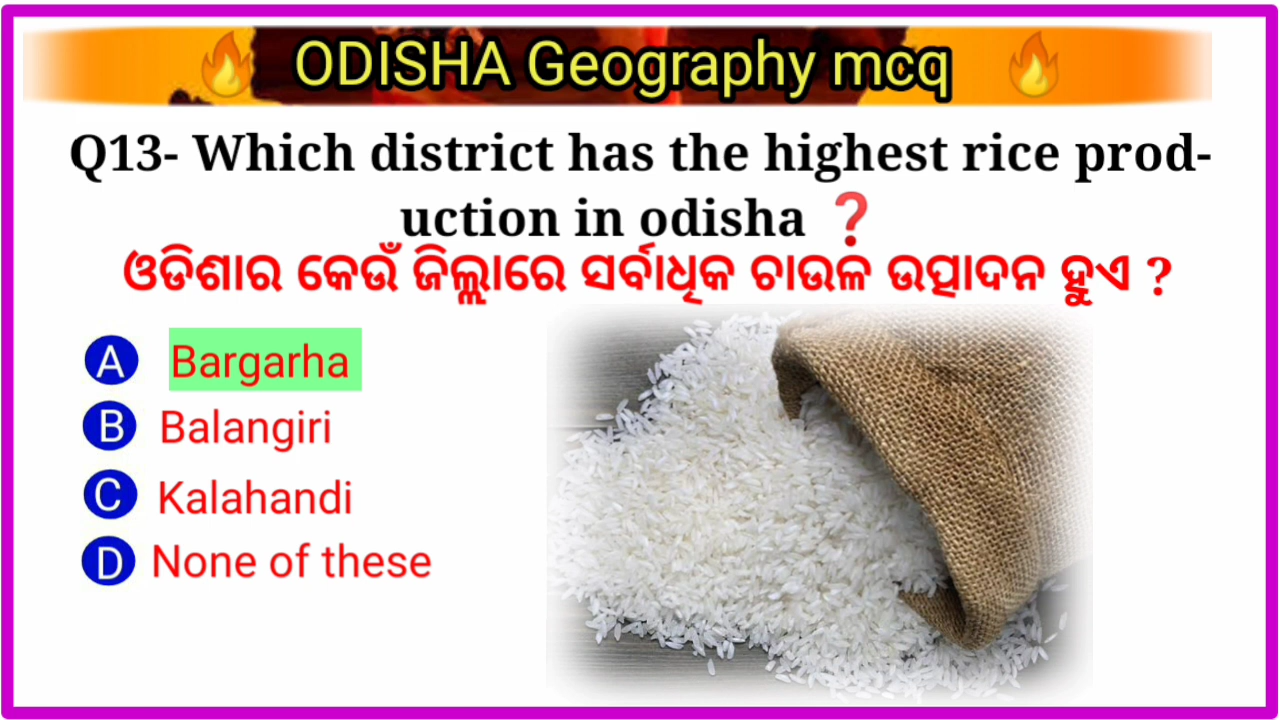 ODISHA Geography mcq
Q13- Which district has the highest rice prod-
uction in odisha ❓
ଓଡିଶାର କେଉଁ ଜିଲ୍ଲାରେ ସର୍ବାଧିକ ଚାଉଳ ଉତ୍ପାଦନ ହୁଏ ?
A Bargarha
B Balangiri
C Kalahandi
D None of these